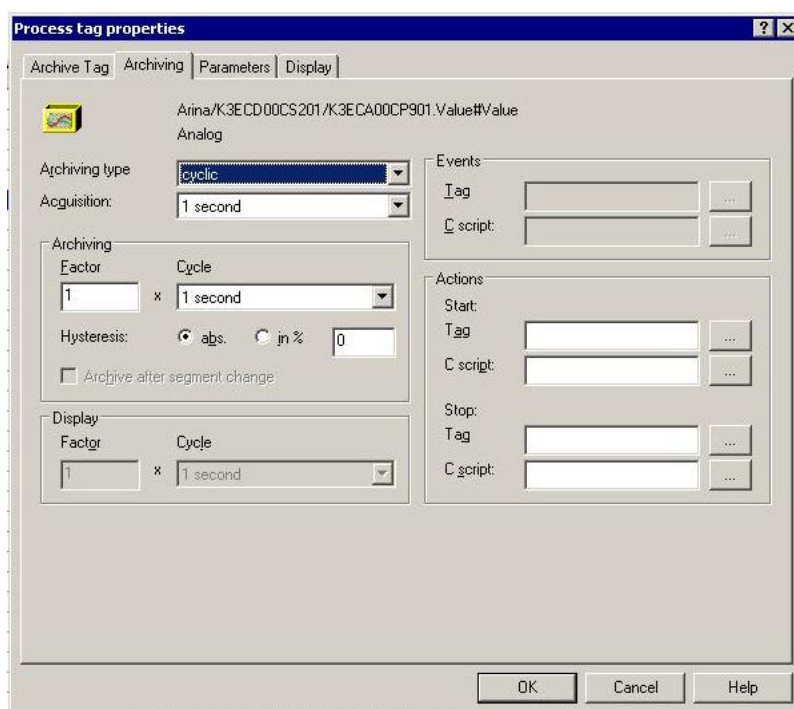 Process tag properties
Archive Tag
Archiving
Parameters
Display
Arina/K3ECD00CS201/K3ECA00CP901.Value#Value
Analog
Archiving type
cyclic
Acquisition:
1 second
Archiving
Factor
Cycle
1
x
1 second
Hysteresis:
abs.
in %
0
Archive after segment change
Display
Factor
Cycle
1
x
1 second
Events
Tag
...
C script:
...
Actions
Start:
Tag
...
C script:
...
Stop:
Tag
...
C script:
...
OK
Cancel
Help